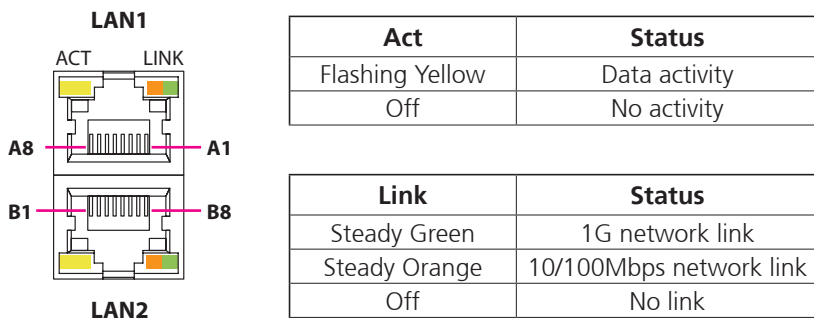 LAN1
ACT LINK
A8 A1
B1 B8
LAN2
Act Status
Flashing Yellow Data activity
Off No activity
Link Status
Steady Green 1G network link
Steady Orange 10/100Mbps network link
Off No link